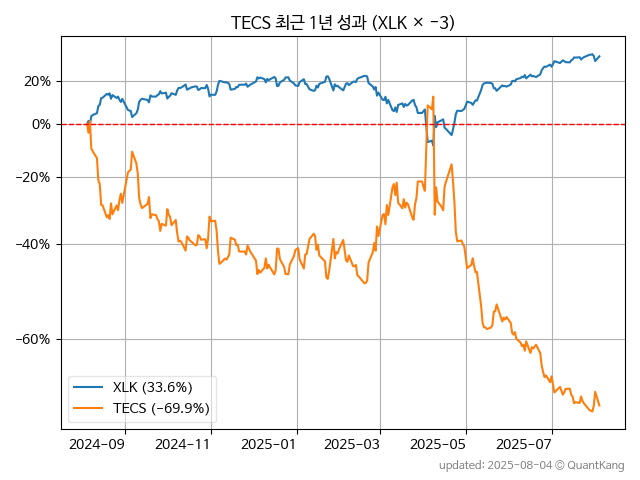 TECS 최근 1년 성과 (XLK × −3)
20%
0%
−20%
−40%
−60%
XLK (33.6%)
TECS (−69.9%)
2024-09 2024-11 2025-01 2025-03 2025-05 2025-07
updated: 2025-08-04 © QuantKang